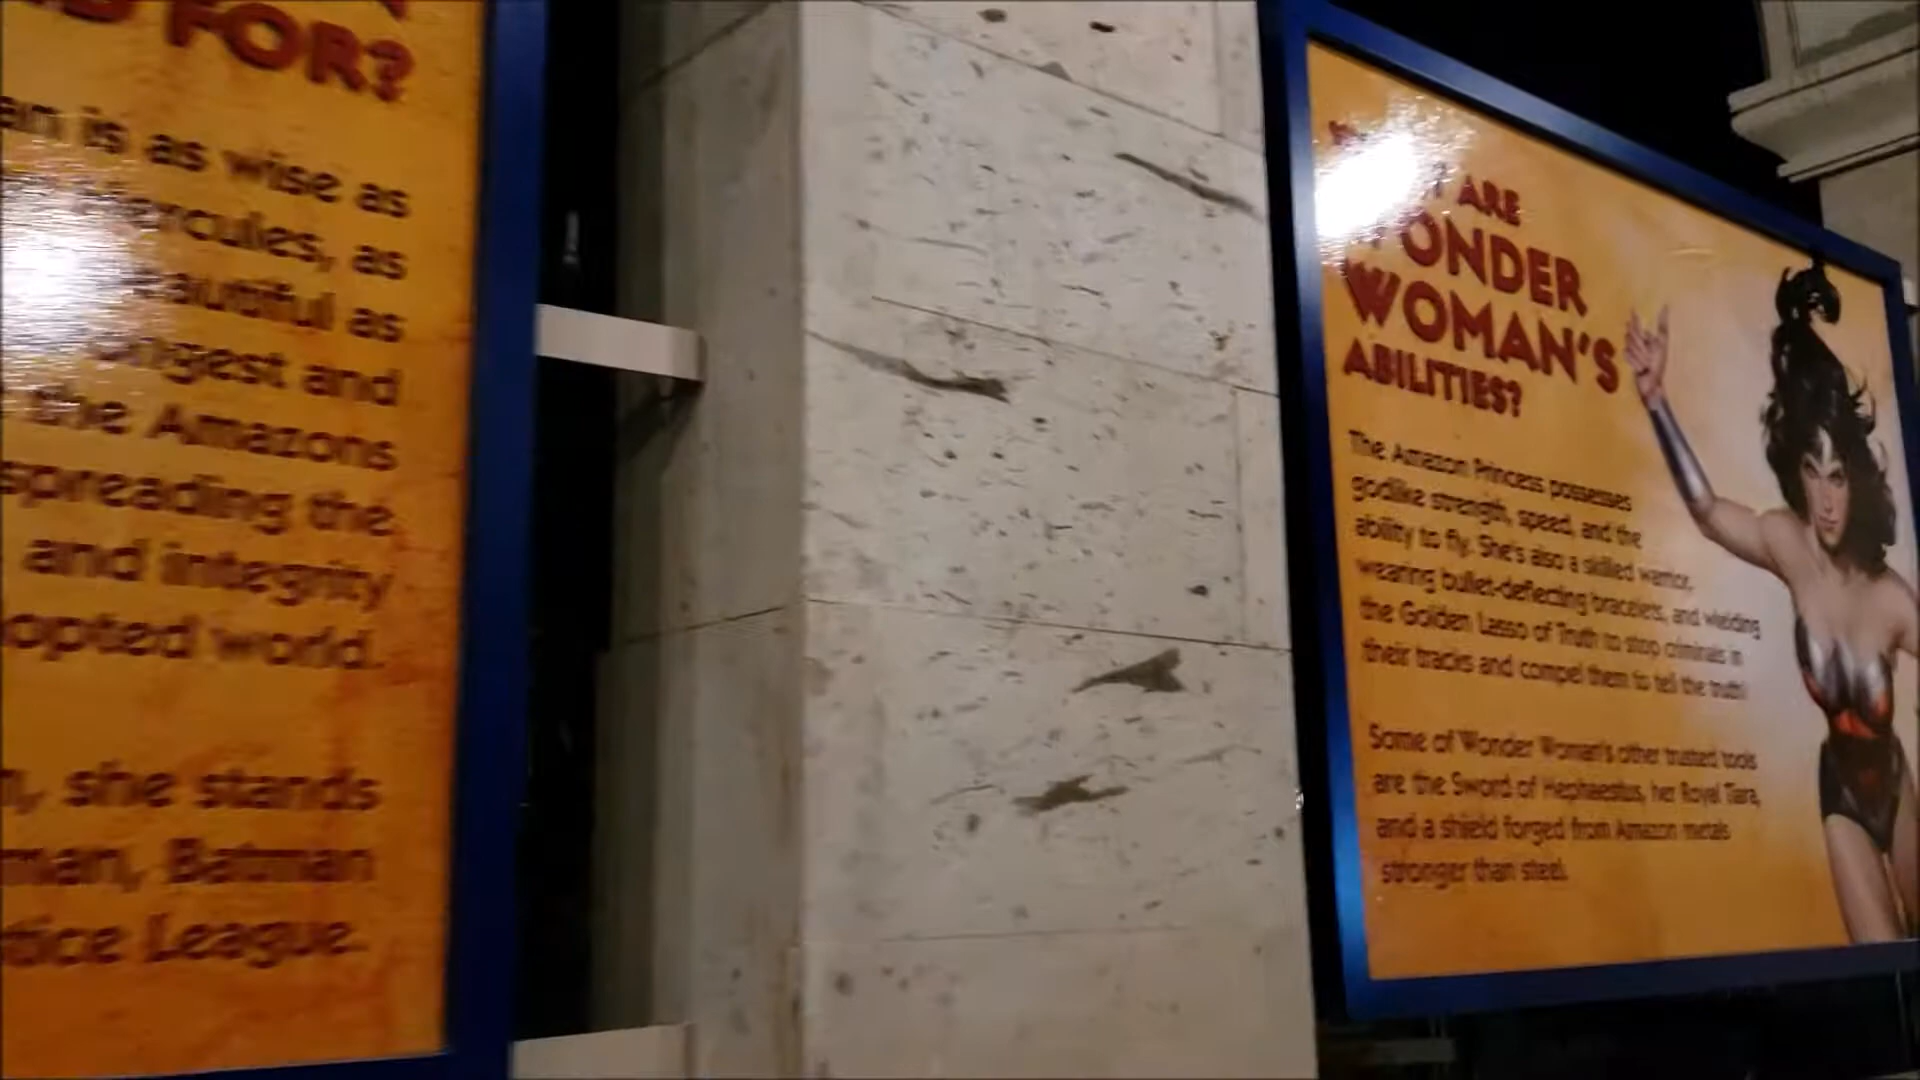 FOR?
is as wise as
as
as
and
the Amazons
spreading the
and integrity
world.
she stands
Batman
League.
ARE
WONDER
WOMAN'S
ABILITIES?
The Amazon Princess possesses
godlike strength, speed, and the
ability to fly. She's also a skilled warrior,
wearing bullet-deflecting bracelets, and wielding
the Golden Lasso of Truth to stop criminals in
their tracks and compel them to tell the truth!
Some of Wonder Woman's other trusted tools
are the Sword of Hephaestus, her Royal Tiara,
and a shield forged from Amazon metals
stronger than steel.